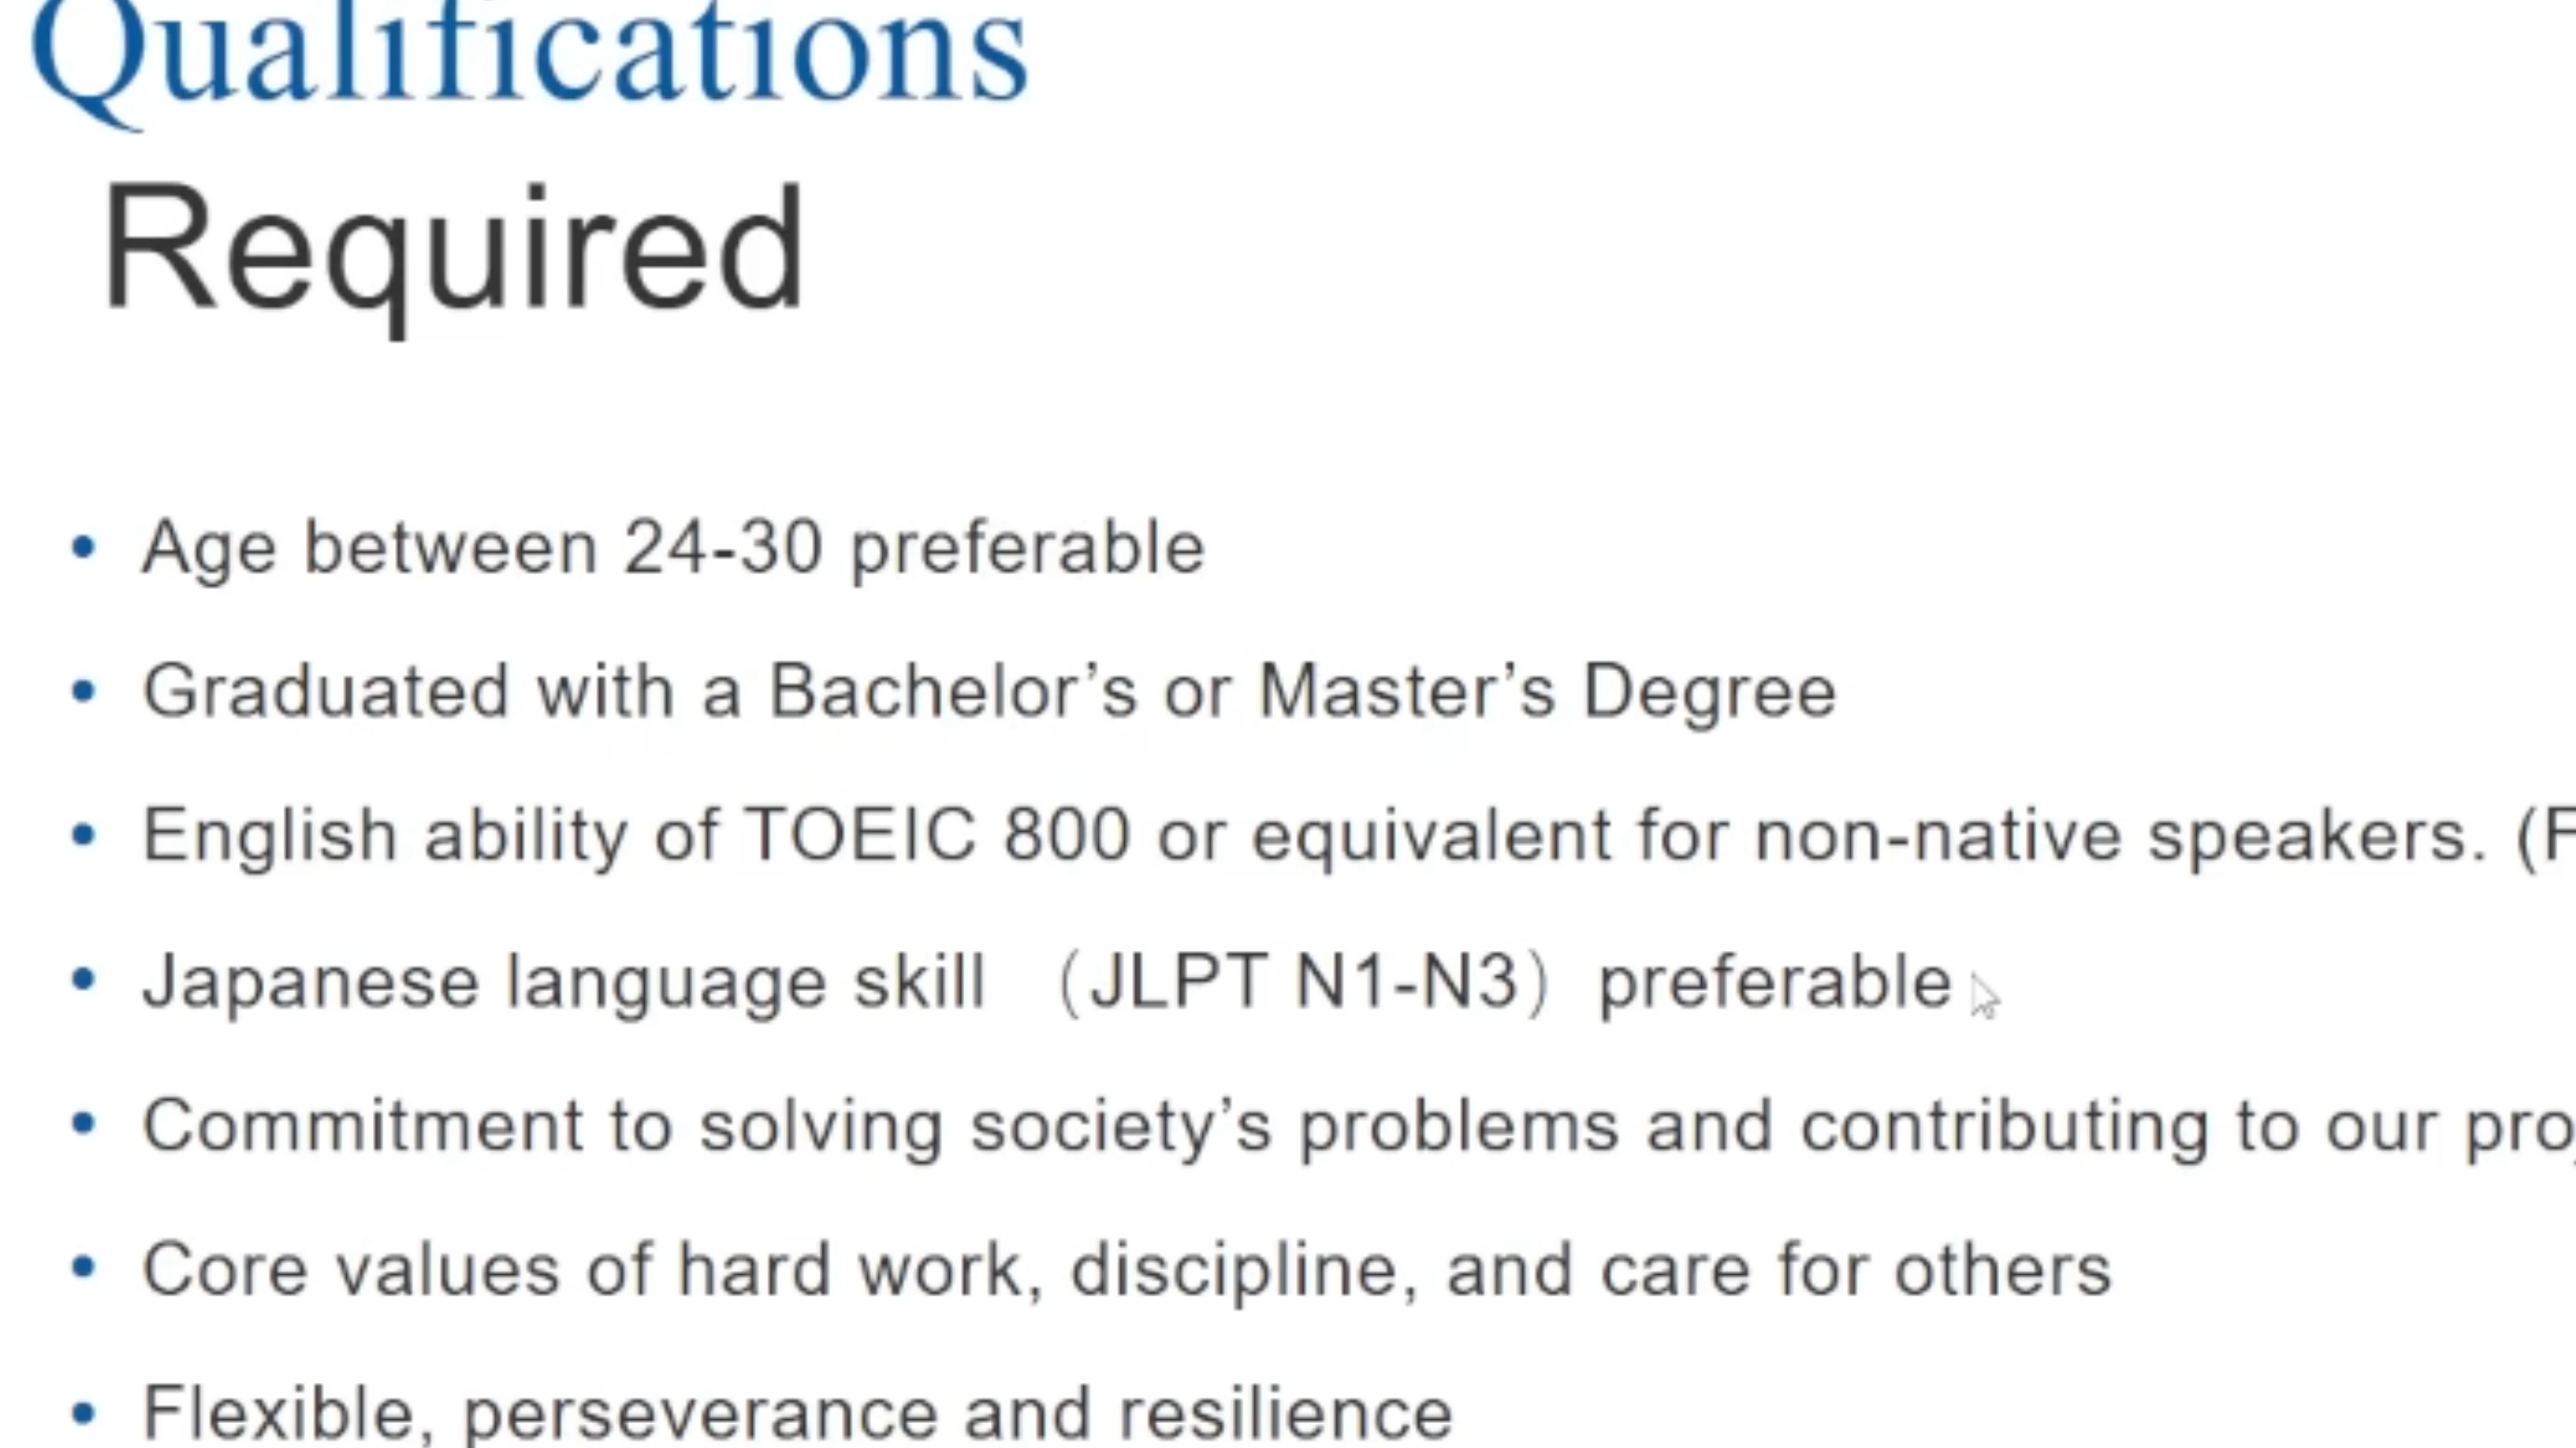 Qualifications
Required
• Age between 24-30 preferable
• Graduated with a Bachelor’s or Master’s Degree
• English ability of TOEIC 800 or equivalent for non-native speakers. (F
• Japanese language skill （JLPT N1-N3）preferable
• Commitment to solving society’s problems and contributing to our
• Core values of hard work, discipline, and care for others
• Flexible, perseverance and resilience